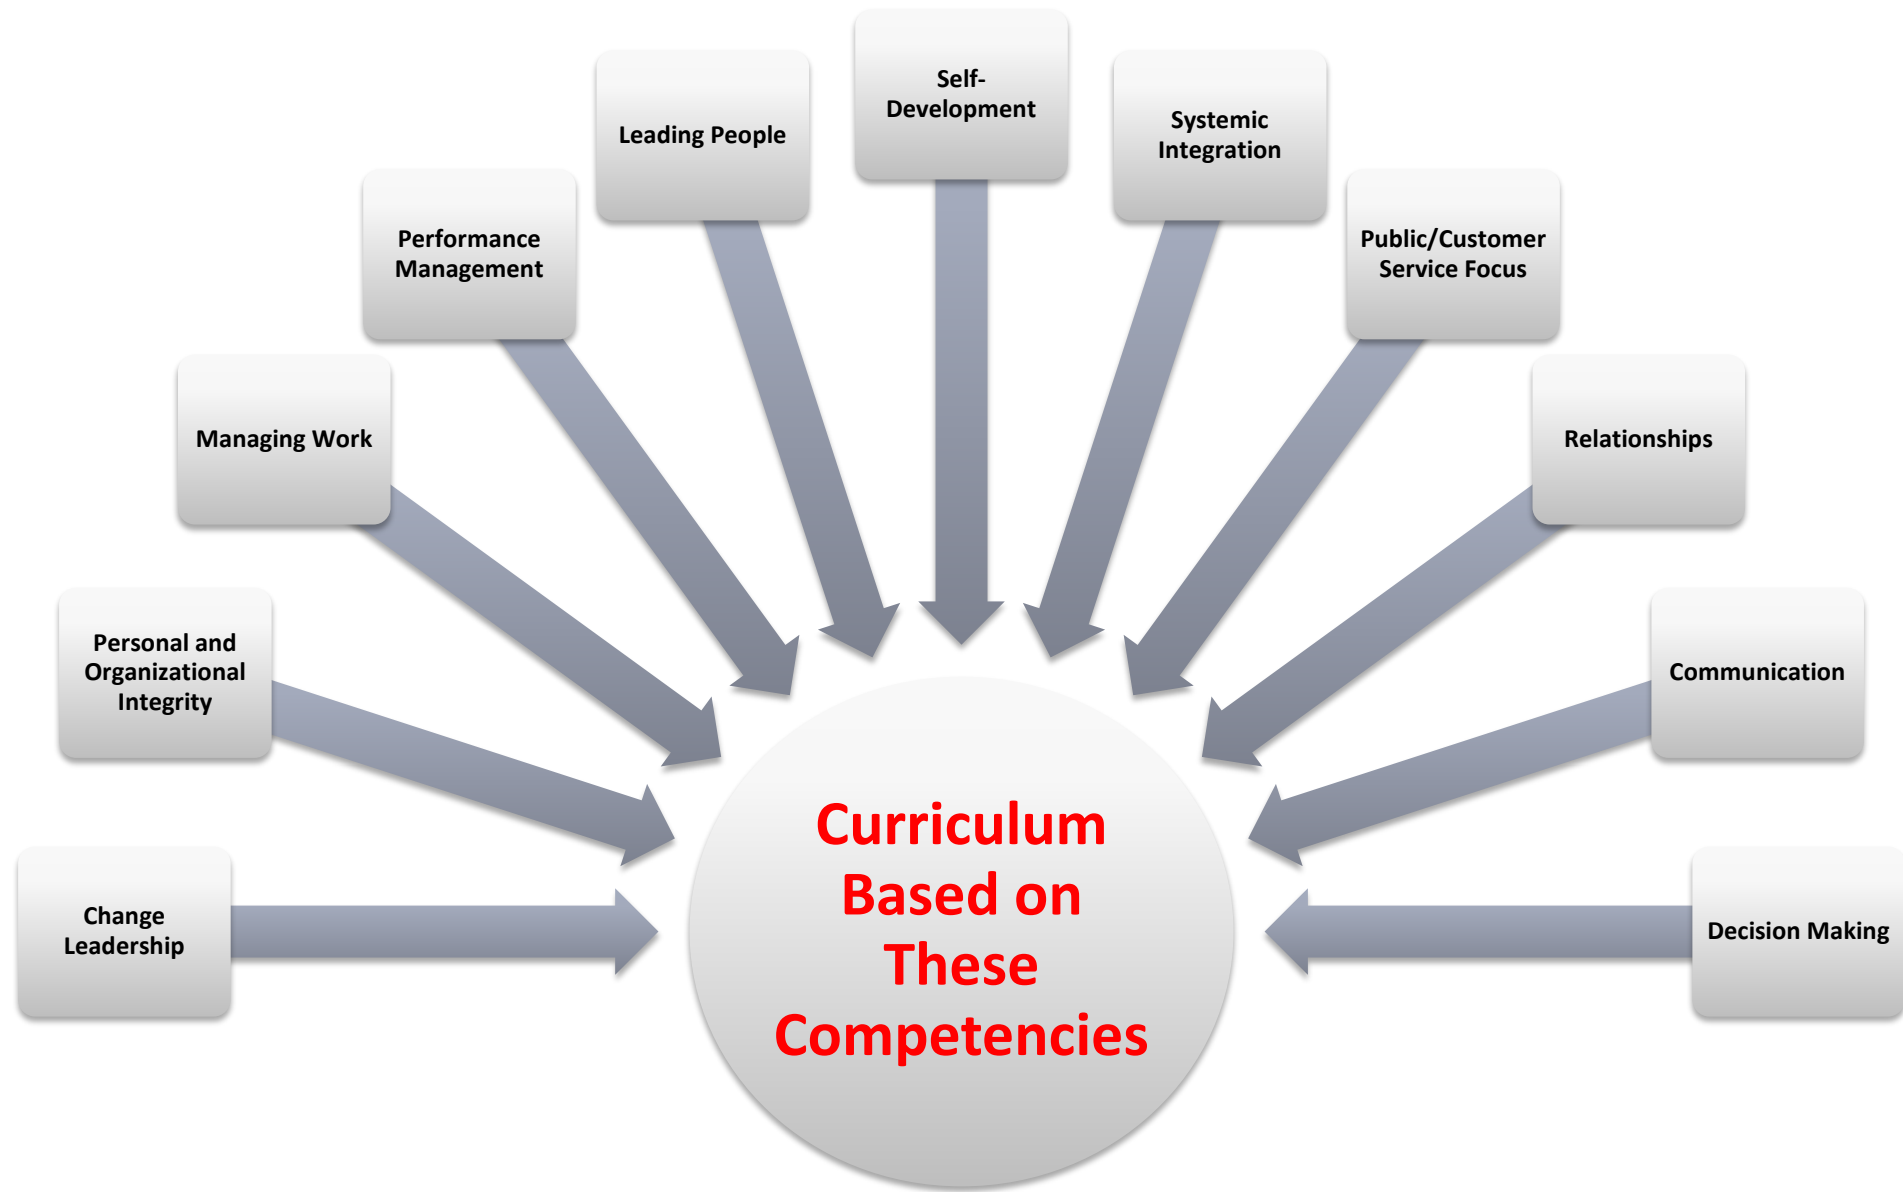 Self-
Development
Leading People
Systemic
Integration
Performance
Management
Public/Customer
Service Focus
Managing Work
Relationships
Personal and
Organizational
Integrity
Communication
Change
Leadership
Decision Making
Curriculum
Based on
These
Competencies